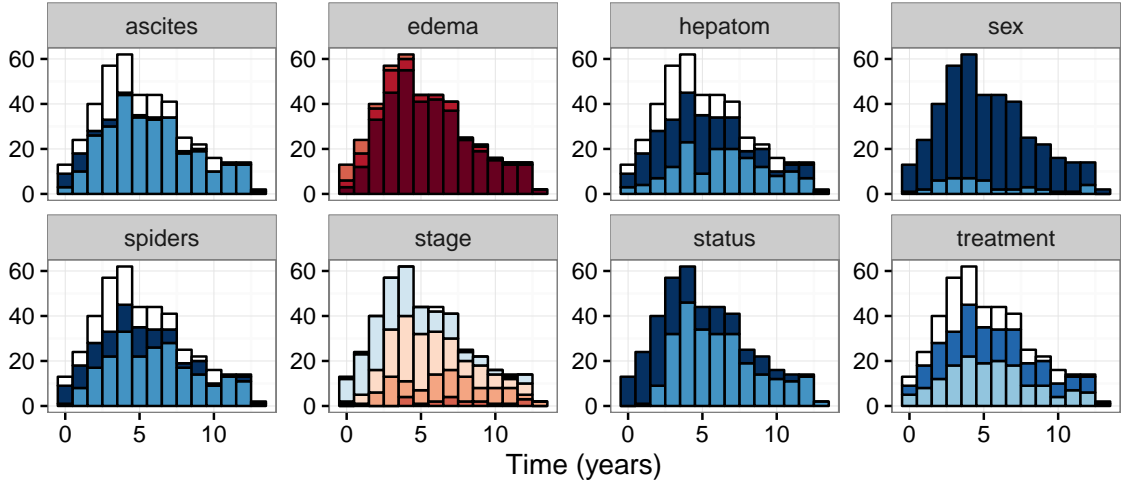 ascites edema hepatom sex
60
40
20
0
spiders stage status treatment
60
40
20
0
0 5 10 0 5 10 0 5 10 0 5 10
Time (years)